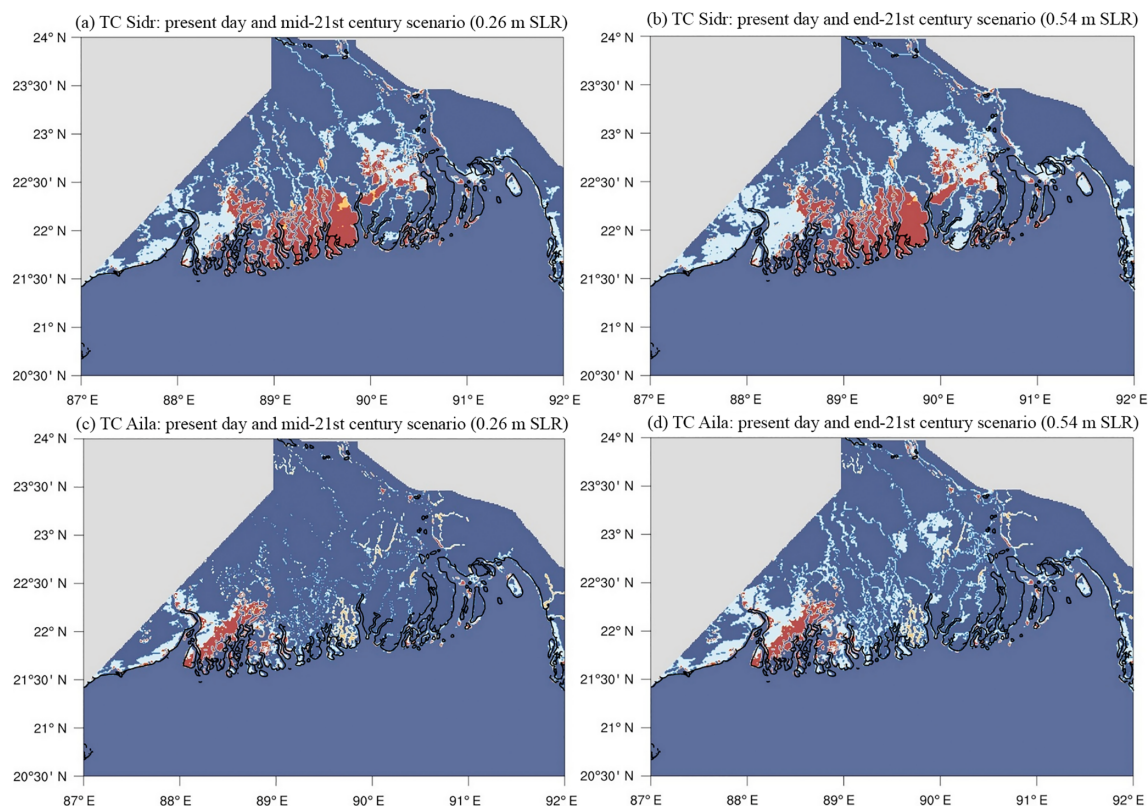 (a) TC Sidr: present day and mid-21st century scenario (0.26 m SLR)
(b) TC Sidr: present day and end-21st century scenario (0.54 m SLR)
24° N
23°30' N
23° N
22°30' N
22° N
21°30' N
21° N
20°30' N
87° E 88° E 89° E 90° E 91° E 92° E
24° N
23°30' N
23° N
22°30' N
22° N
21°30' N
21° N
20°30' N
87° E 88° E 89° E 90° E 91° E 92° E
(c) TC Aila: present day and mid-21st century scenario (0.26 m SLR)
(d) TC Aila: present day and end-21st century scenario (0.54 m SLR)
24° N
23°30' N
23° N
22°30' N
22° N
21°30' N
21° N
20°30' N
87° E 88° E 89° E 90° E 91° E 92° E
24° N
23°30' N
23° N
22°30' N
22° N
21°30' N
21° N
20°30' N
87° E 88° E 89° E 90° E 91° E 92° E